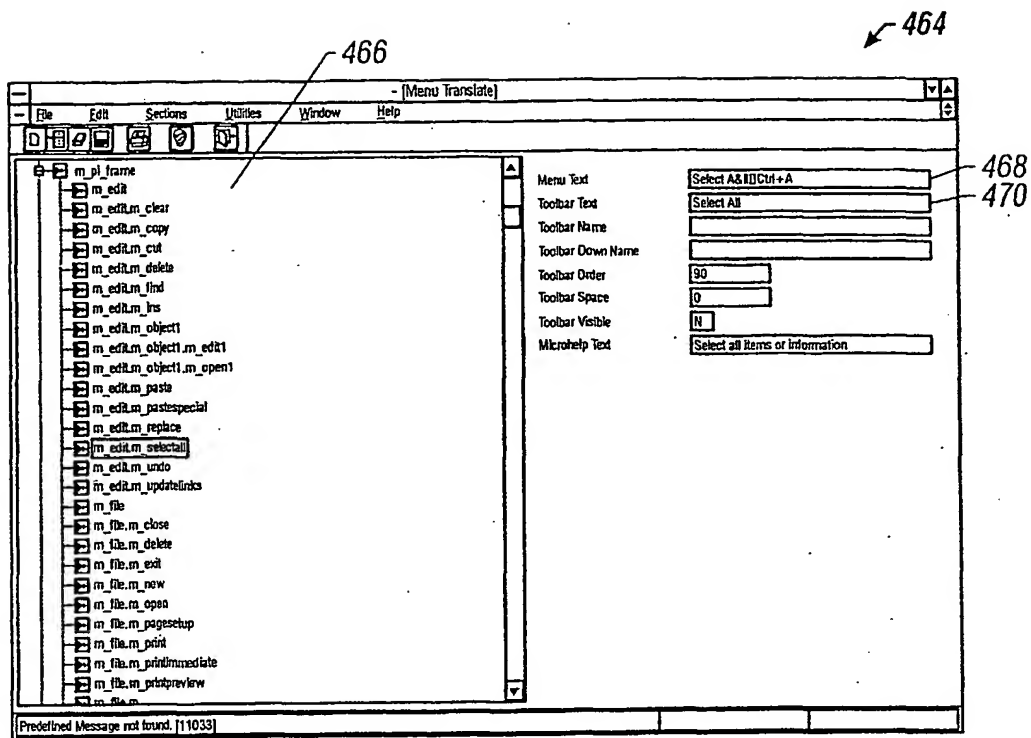 464
466
- [Menu Translate]
File Edit Sections Utilities Window Help
m_pl_frame
m_edit
m_edit.m_clear
m_edit.m_copy
m_edit.m_cut
m_edit.m_delete
m_edit.m_find
m_edit.m_ins
m_edit.m_object1
m_edit.m_object1.m_edit1
m_edit.m_object1.m_open1
m_edit.m_paste
m_edit.m_pastespecial
m_edit.m_replace
m_edit.m_selectall
m_edit.m_undo
m_edit.m_updatelinks
m_file
m_file.m_close
m_file.m_delete
m_file.m_exit
m_file.m_new
m_file.m_open
m_file.m_pagesetup
m_file.m_print
m_file.m_printimmediate
m_file.m_printpreview
Menu Text Select
468
Toolbar Text Select All
470
Toolbar Name
Toolbar Down Name
Toolbar Order 90
Toolbar Space 0
Toolbar Visible N
Microhelp Text Select all items or information
Predefined Message not found. [11033]